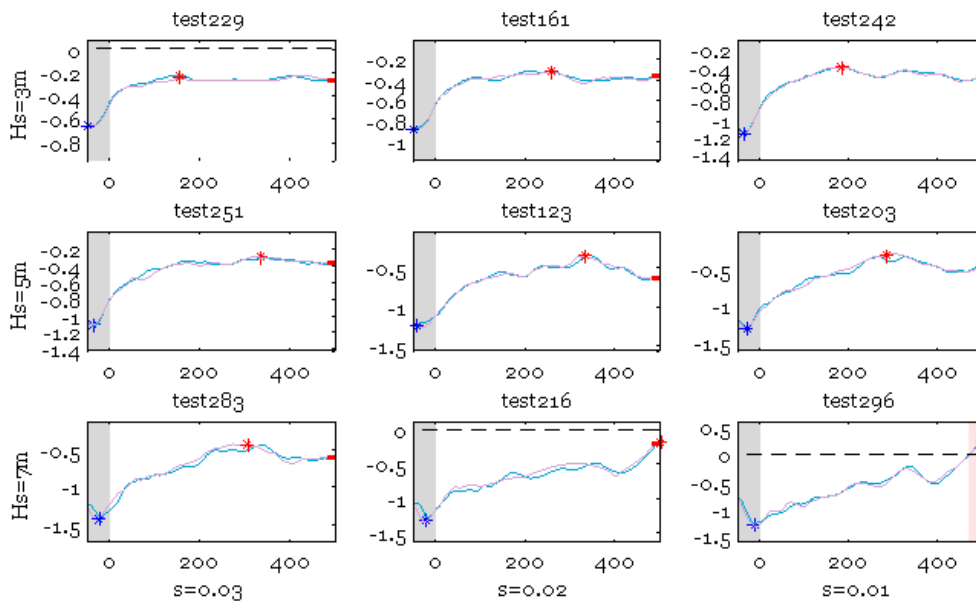 test229 test161 test242
Hs=3m
0 -0.2 -0.4 -0.6 -0.8
-0.2 -0.4 -0.6 -0.8 -1
-0.2 -0.4 -0.6 -0.8 -1 -1.2 -1.4
0 200 400 0 200 400 0 200 400
test251 test123 test203
Hs=5m
-0.2 -0.4 -0.6 -0.8 -1 -1.2 -1.4
-0.5 -1 -1.5
-0.5 -1 -1.5
0 200 400 0 200 400 0 200 400
test283 test216 test296
Hs=7m
-0.5 -1 -1.5
0 -0.5 -1 -1.5
0.5 0 -0.5 -1 -1.5
0 200 400 0 200 400 0 200 400
s=0.03 s=0.02 s=0.01